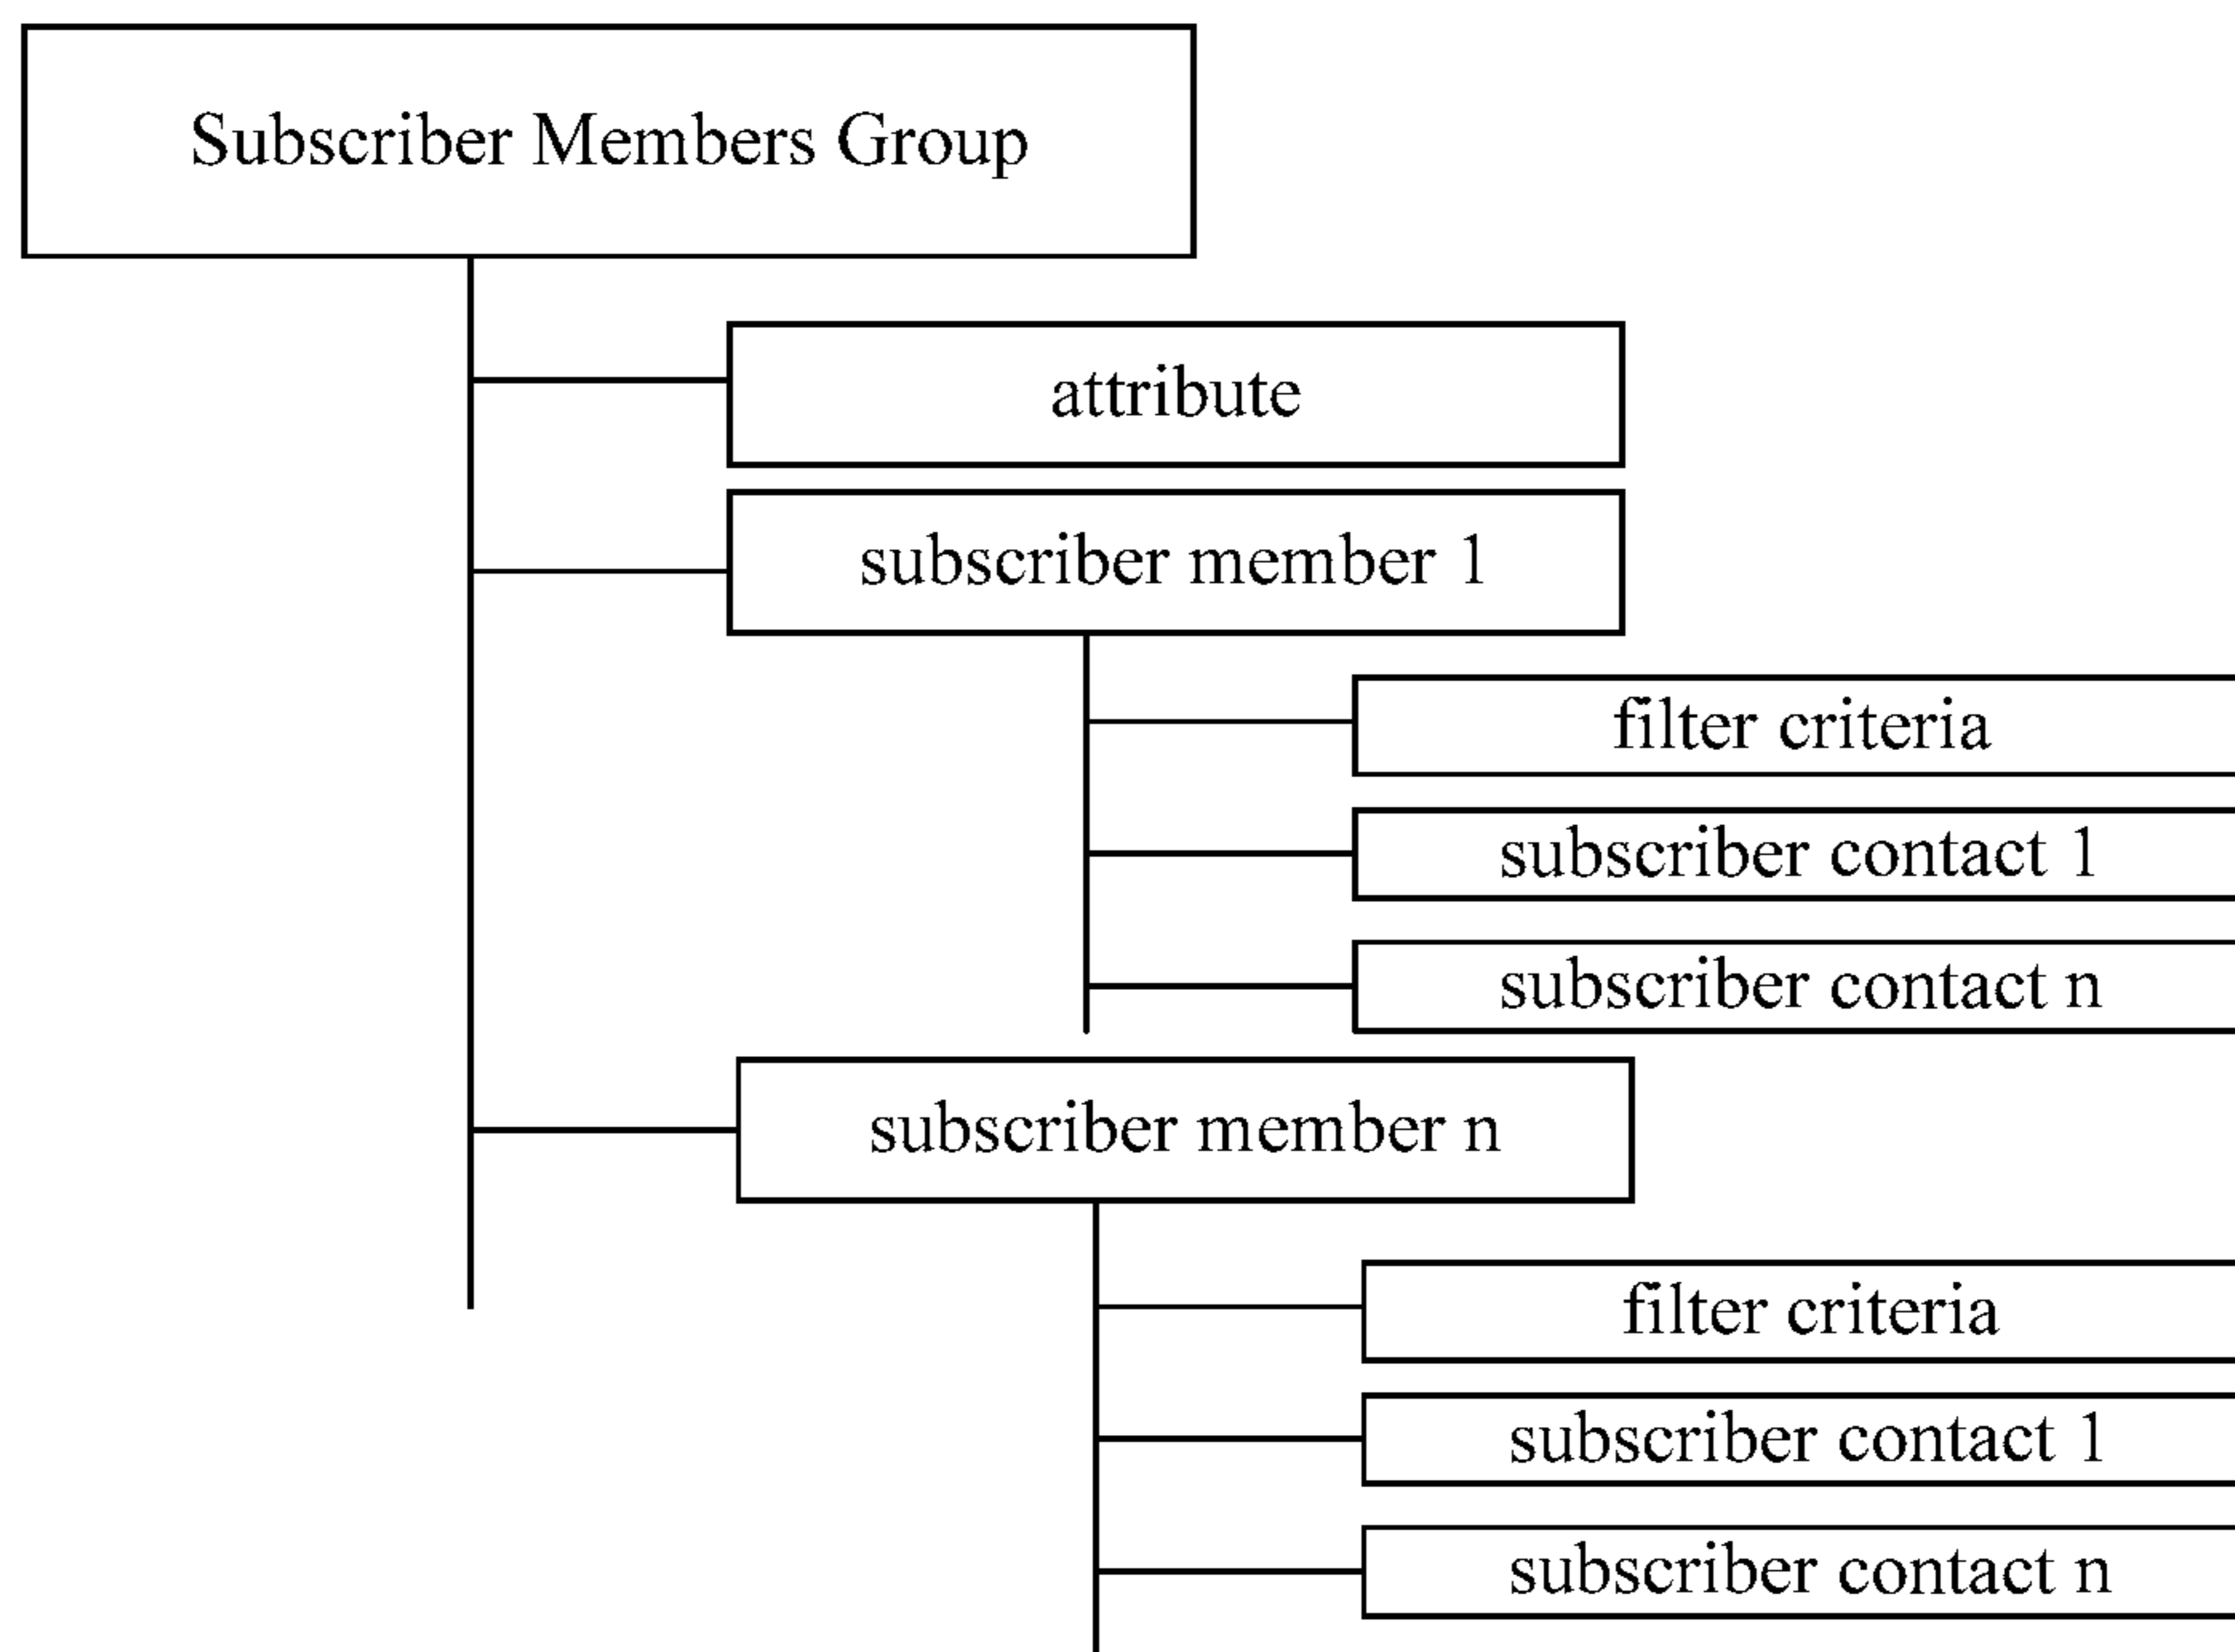 Subscriber Members Group
attribute
subscriber member 1
filter criteria
subscriber contact 1
subscriber contact n
subscriber member n
filter criteria
subscriber contact 1
subscriber contact n